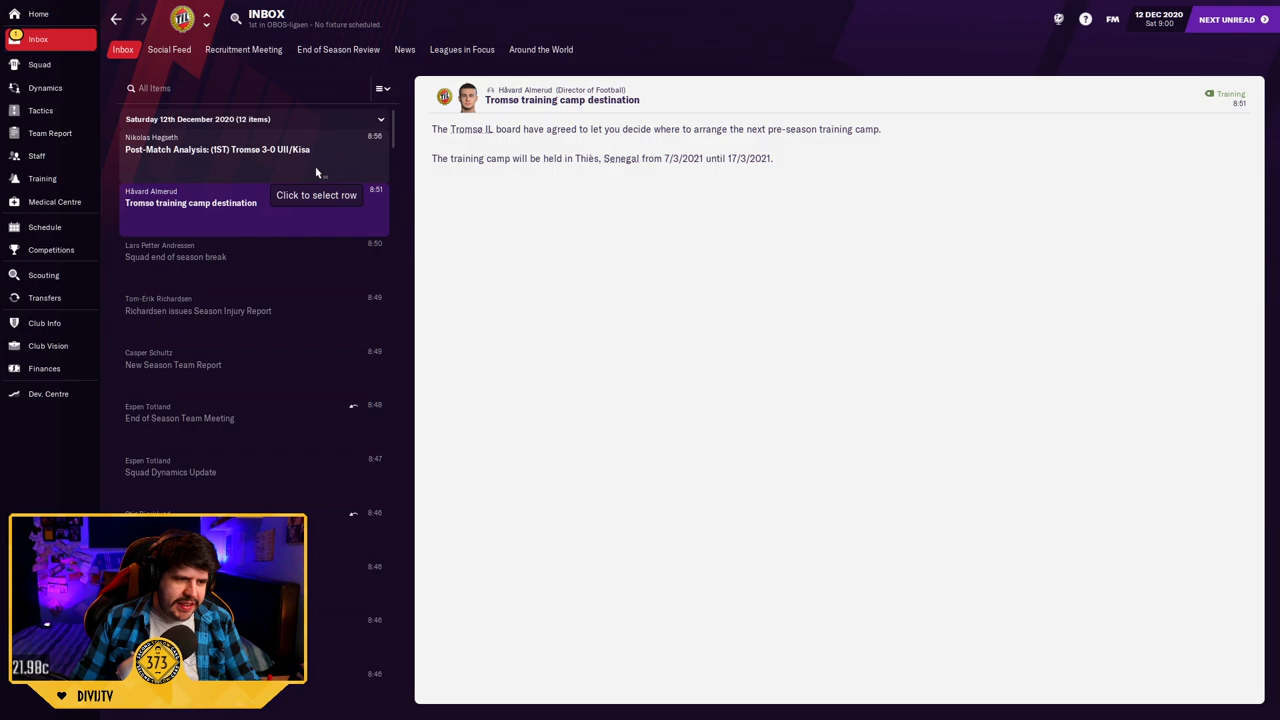 Home
INBOX
1st in OBOS-ligaen - No fixture scheduled.
FM
12 DEC 2020
Sat 9:00
NEXT UNREAD
1
Inbox
Squad
Dynamics
Tactics
Team Report
Staff
Training
Medical Centre
Schedule
Competitions
Scouting
Transfers
Club Info
Club Vision
Finances
Dev. Centre
Inbox
Social Feed
Recruitment Meeting
End of Season Review
News
Leagues in Focus
Around the World
All Items
Saturday 12th December 2020 (12 items)
Nikolas Høgseth
8:56
Post-Match Analysis: (1ST) Tromsø 3-0 Ull/Kisa
Håvard Almerud
8:51
Tromsø training camp destination
Click to select row
Lars Petter Andressen
8:50
Squad end of season break
Tom-Erik Richardsen
8:49
Richardsen issues Season Injury Report
Casper Schultz
8:49
New Season Team Report
Espen Totland
8:48
End of Season Team Meeting
Espen Totland
8:47
Squad Dynamics Update
8:46
8:46
8:46
8:46
Håvard Almerud (Director of Football)
Tromsø training camp destination
Training
8:51
The Tromsø IL board have agreed to let you decide where to arrange the next pre-season training camp.
The training camp will be held in Thiès, Senegal from 7/3/2021 until 17/3/2021.
21.98c
373
DIVIJTV